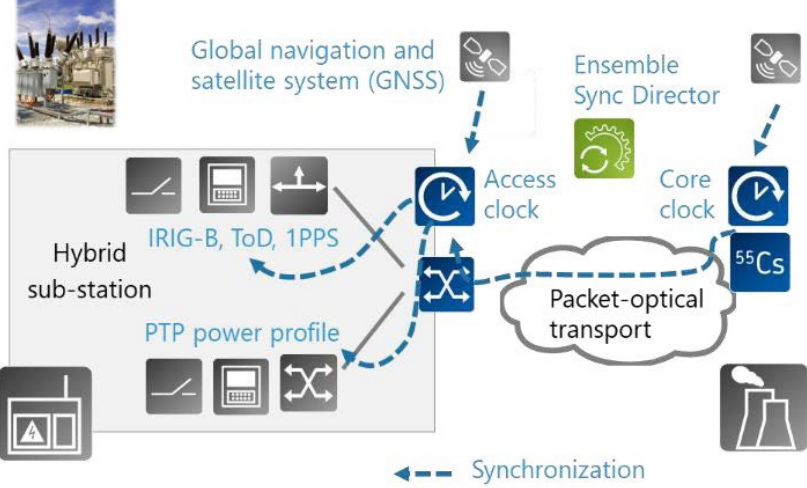 Global navigation and
satellite system (GNSS)
Ensemble
Sync Director
Access
clock
Core
clock
IRIG-B, ToD, 1PPS
Hybrid
sub-station
⁵⁵Cs
Packet-optical
transport
PTP power profile
Synchronization